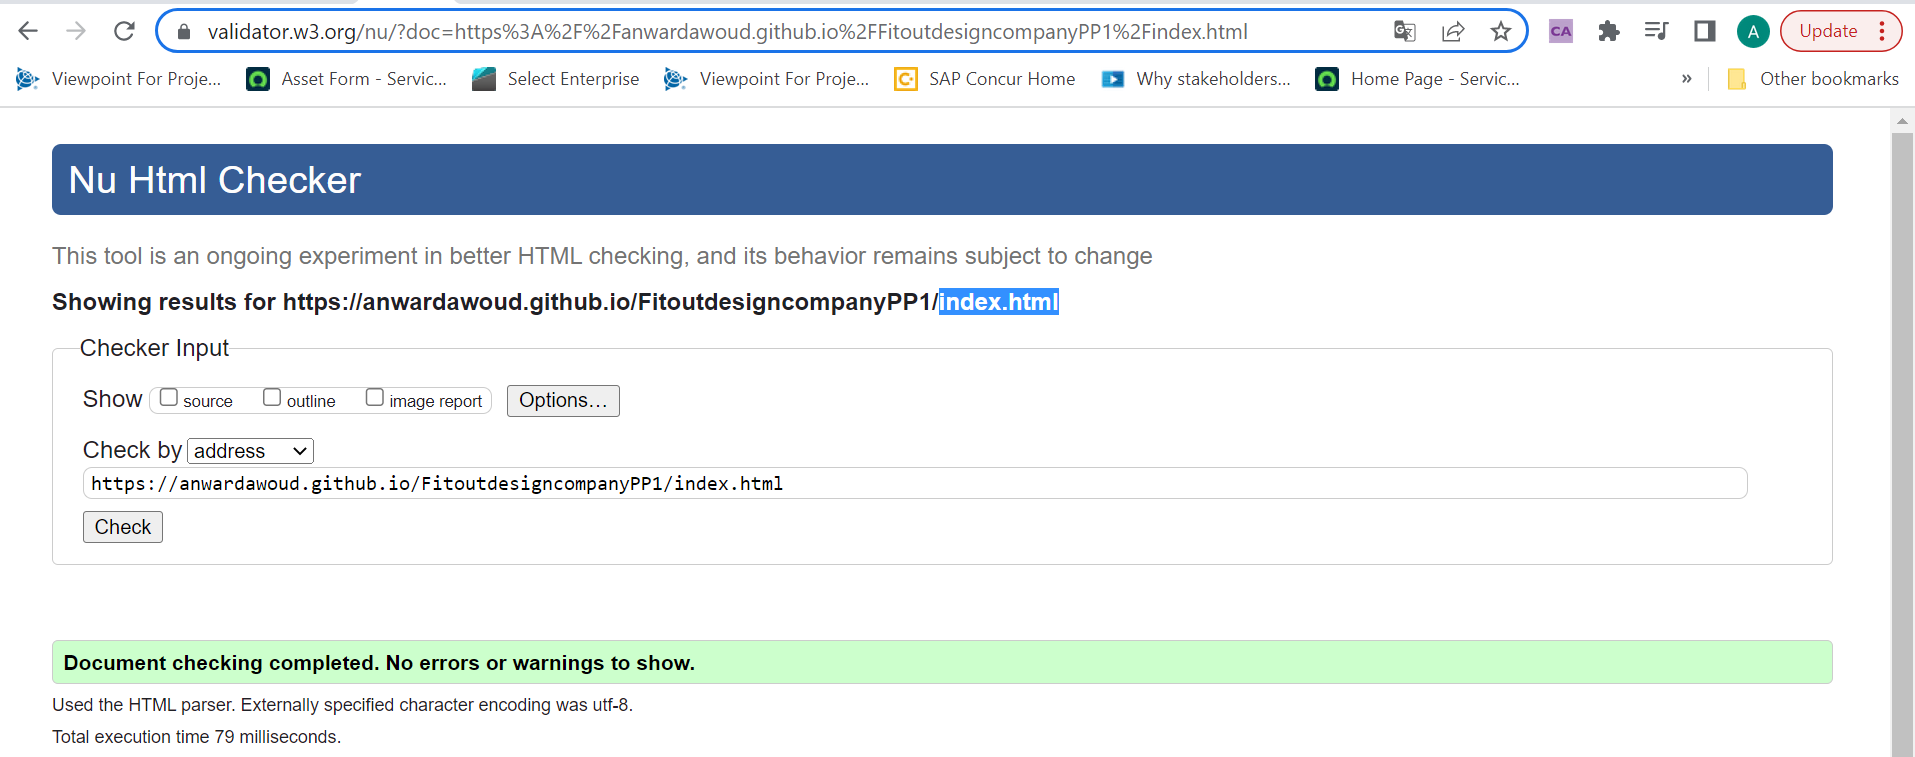 validator.w3.org/nu/?doc=https%3A%2F%2Fanwardawoud.github.io%2FFitoutdesigncompanyPP1%2Findex.html
CA
A
Update
Viewpoint For Proje...
Asset Form - Servic...
Select Enterprise
Viewpoint For Proje...
SAP Concur Home
Why stakeholders...
Home Page - Servic...
»
Other bookmarks
Nu Html Checker
This tool is an ongoing experiment in better HTML checking, and its behavior remains subject to change
Showing results for https://anwardawoud.github.io/FitoutdesigncompanyPP1/index.html
Checker Input
Show source outline image report Options...
Check by address
https://anwardawoud.github.io/FitoutdesigncompanyPP1/index.html
Check
Document checking completed. No errors or warnings to show.
Used the HTML parser. Externally specified character encoding was utf-8.
Total execution time 79 milliseconds.